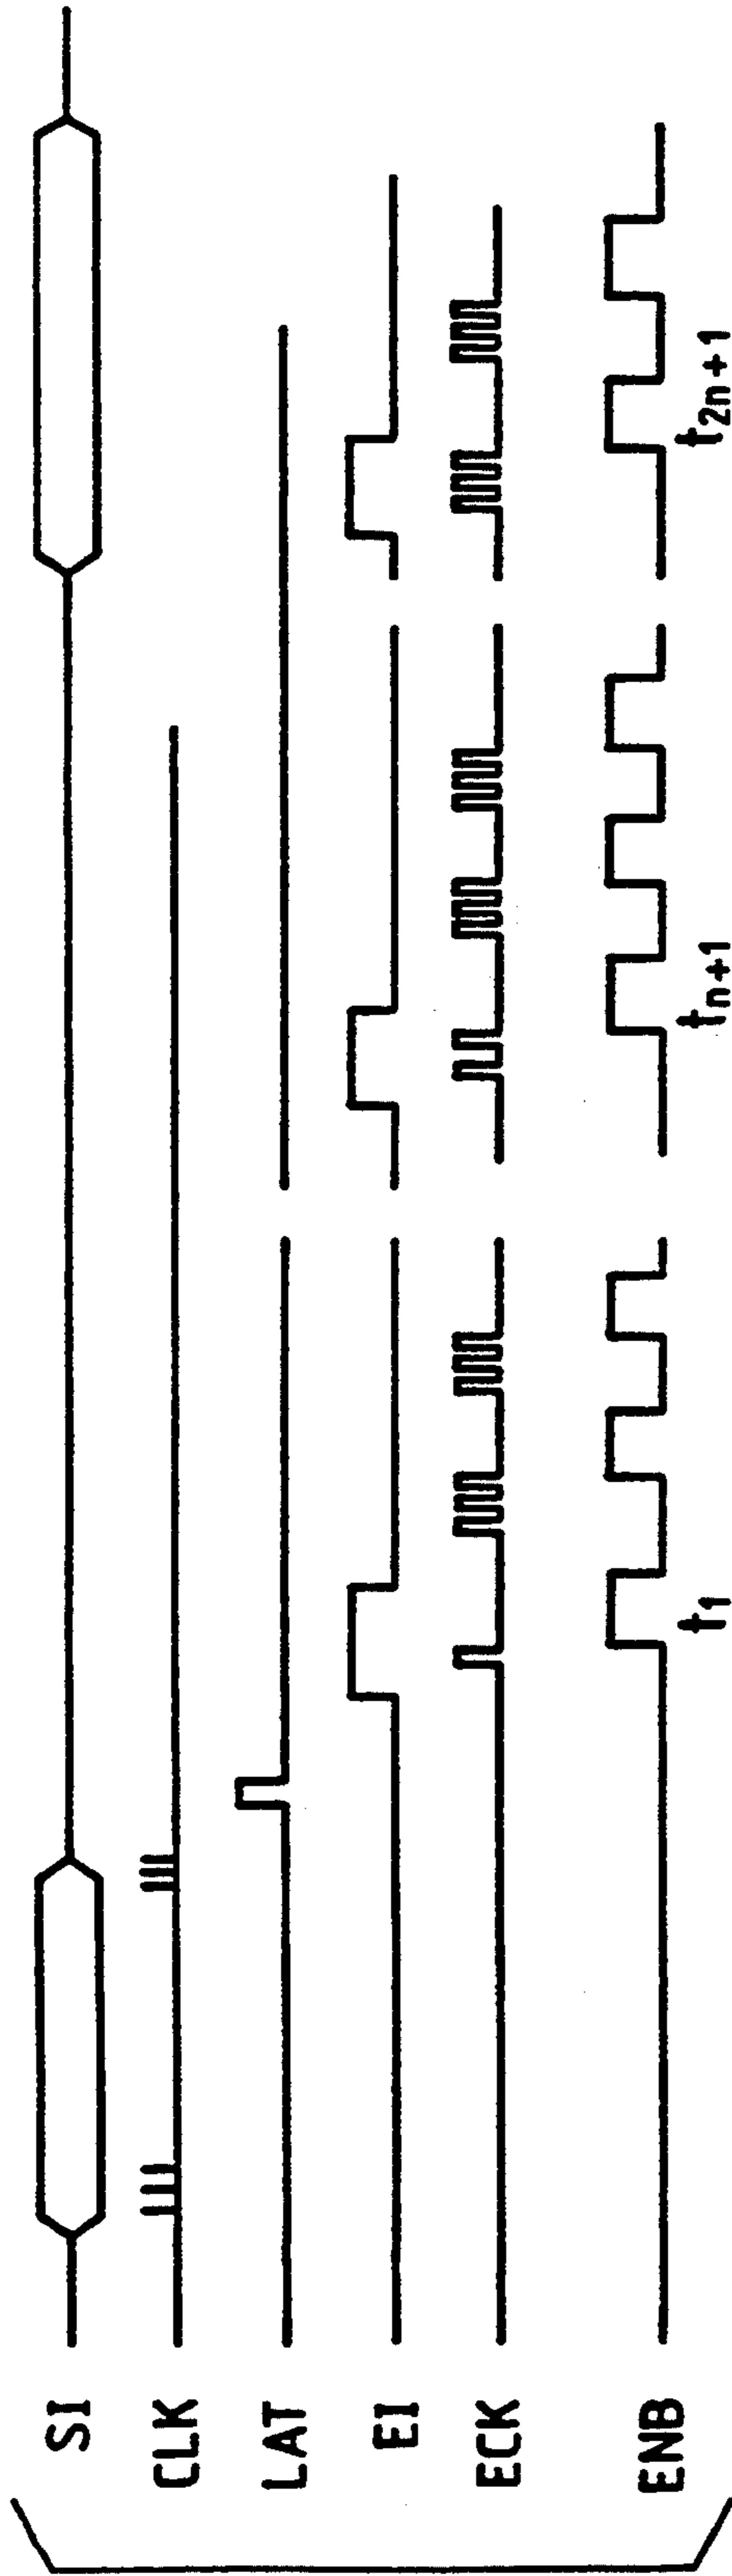 SI
CLK
LAT
EI
ECK
ENB
t1
tn+1
t2n+1